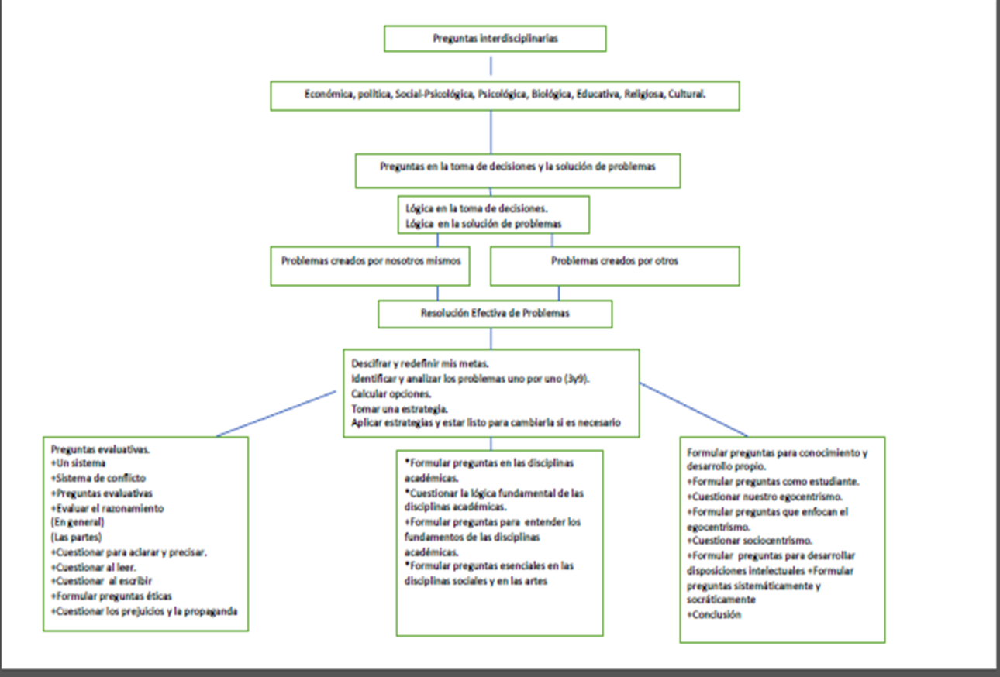 Preguntas interdisciplinarias
Económica, política, Social-Psicológica, Psicológica, Biológica, Educativa, Religiosa, Cultural.
Preguntas en la toma de decisiones y la solución de problemas
Lógica en la toma de decisiones.
Lógica en la solución de problemas
Problemas creados por nosotros mismos
Problemas creados por otros
Resolución Efectiva de Problemas
Descifrar y redefinir mis metas.
Identificar y analizar los problemas uno por uno (3y9).
Calcular opciones.
Tomar una estrategia.
Aplicar estrategias y estar listo para cambiarla si es necesario
Preguntas evaluativas.
+Un sistema
+Sistema de conflicto
+Preguntas evaluativas
+Evaluar el razonamiento
(En general)
(Las partes)
+Cuestionar para aclarar y precisar.
+Cuestionar al leer.
+Cuestionar al escribir
+Formular preguntas éticas
+Cuestionar los prejuicios y la propaganda
*Formular preguntas en las disciplinas
académicas.
*Cuestionar la lógica fundamental de las
disciplinas académicas.
+Formular preguntas para entender los
fundamentos de las disciplinas
académicas.
*Formular preguntas esenciales en las
disciplinas sociales y en las artes
Formular preguntas para conocimiento y
desarrollo propio.
+Formular preguntas como estudiante.
+Cuestionar nuestro egocentrismo.
+Formular preguntas que enfocan el
egocentrismo.
+Cuestionar sociocentrismo.
+Formular preguntas para desarrollar
disposiciones intelectuales +Formular
preguntas sistemáticamente y
socráticamente
+Conclusión